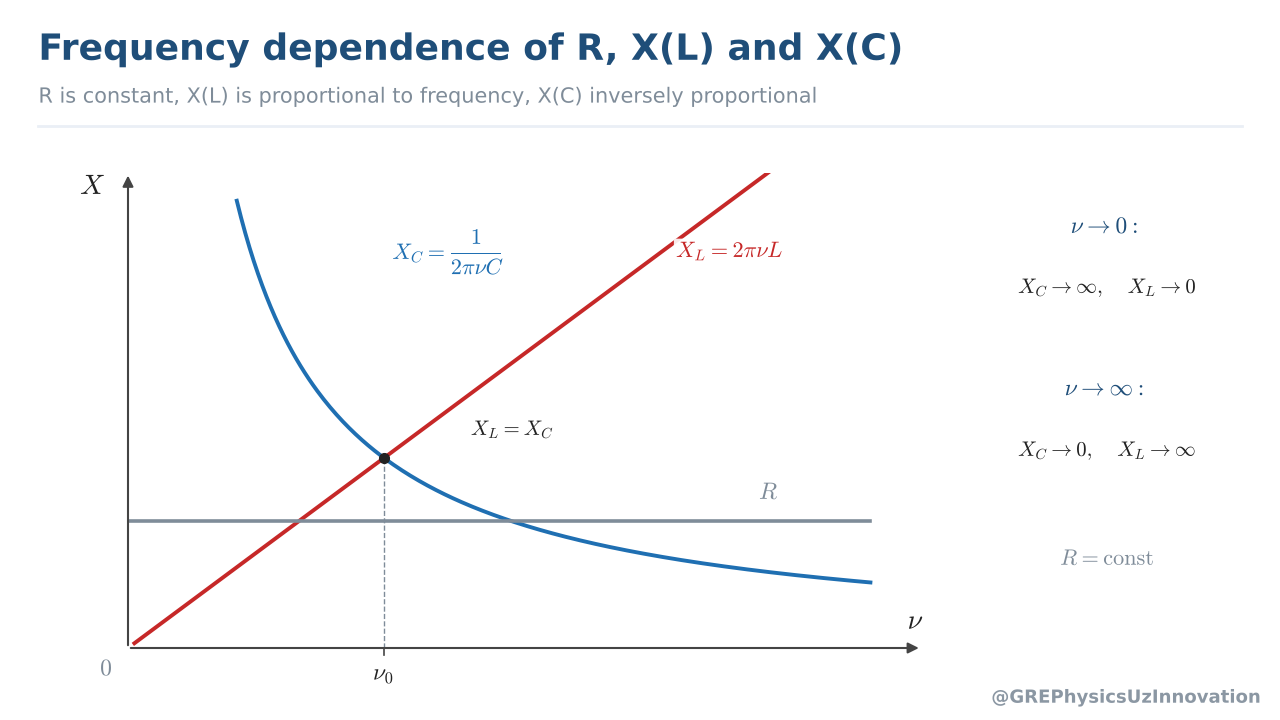 Frequency dependence of R, X(L) and X(C)
R is constant, X(L) is proportional to frequency, X(C) inversely proportional
X
X_C = 1/(2πνC)
X_L = 2πνL
X_L = X_C
R
ν
0
ν_0
ν → 0 :
X_C → ∞, X_L → 0
ν → ∞ :
X_C → 0, X_L → ∞
R = const
@GREPhysicsUzInnovation